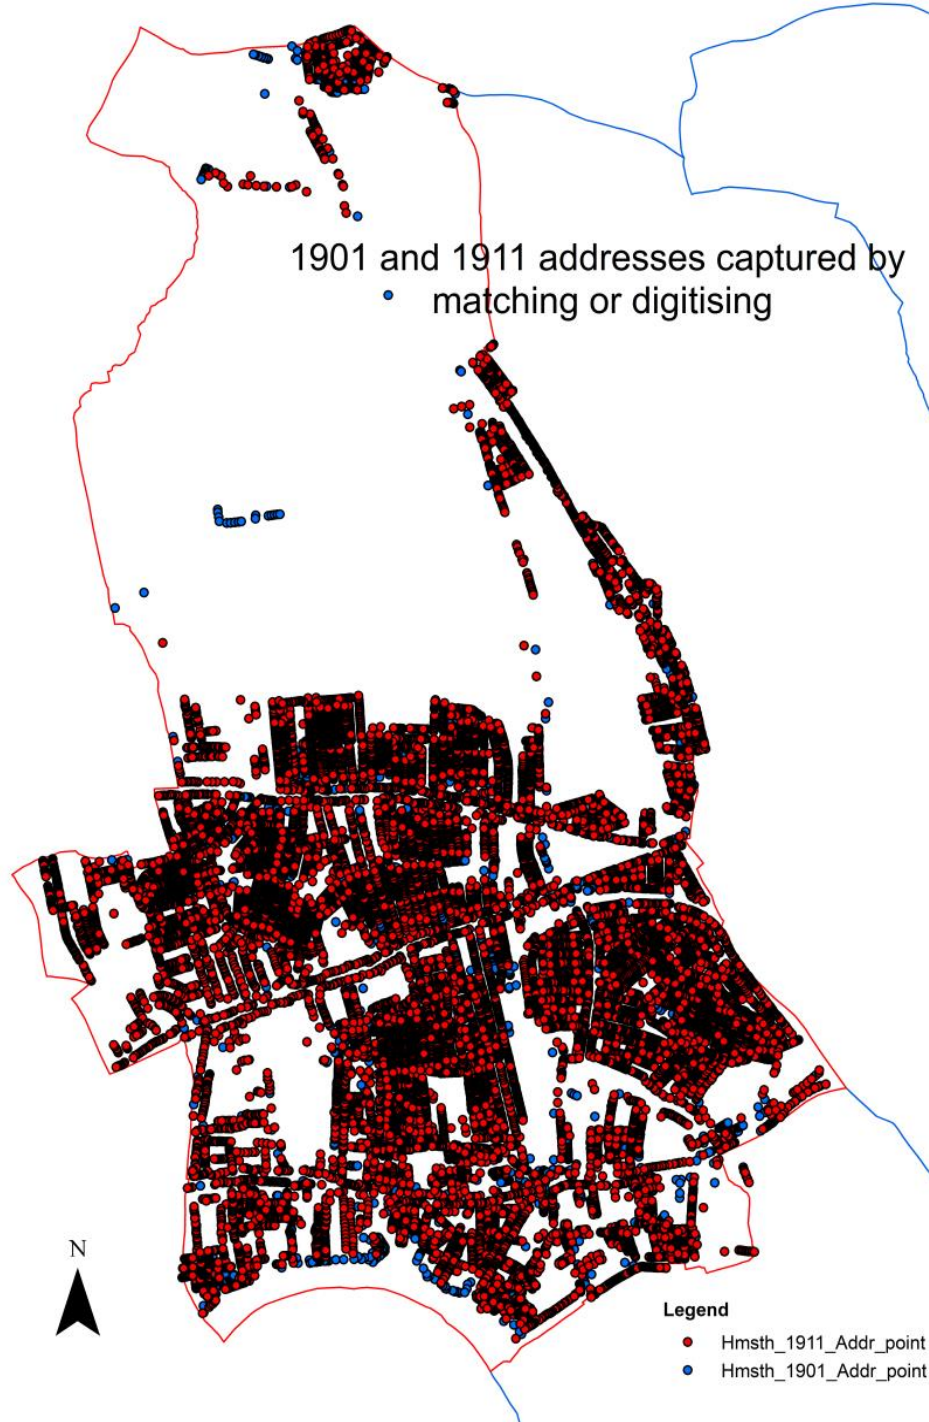 1901 and 1911 addresses captured by
matching or digitising
N
Legend
Hmsth_1911_Addr_point
Hmsth_1901_Addr_point